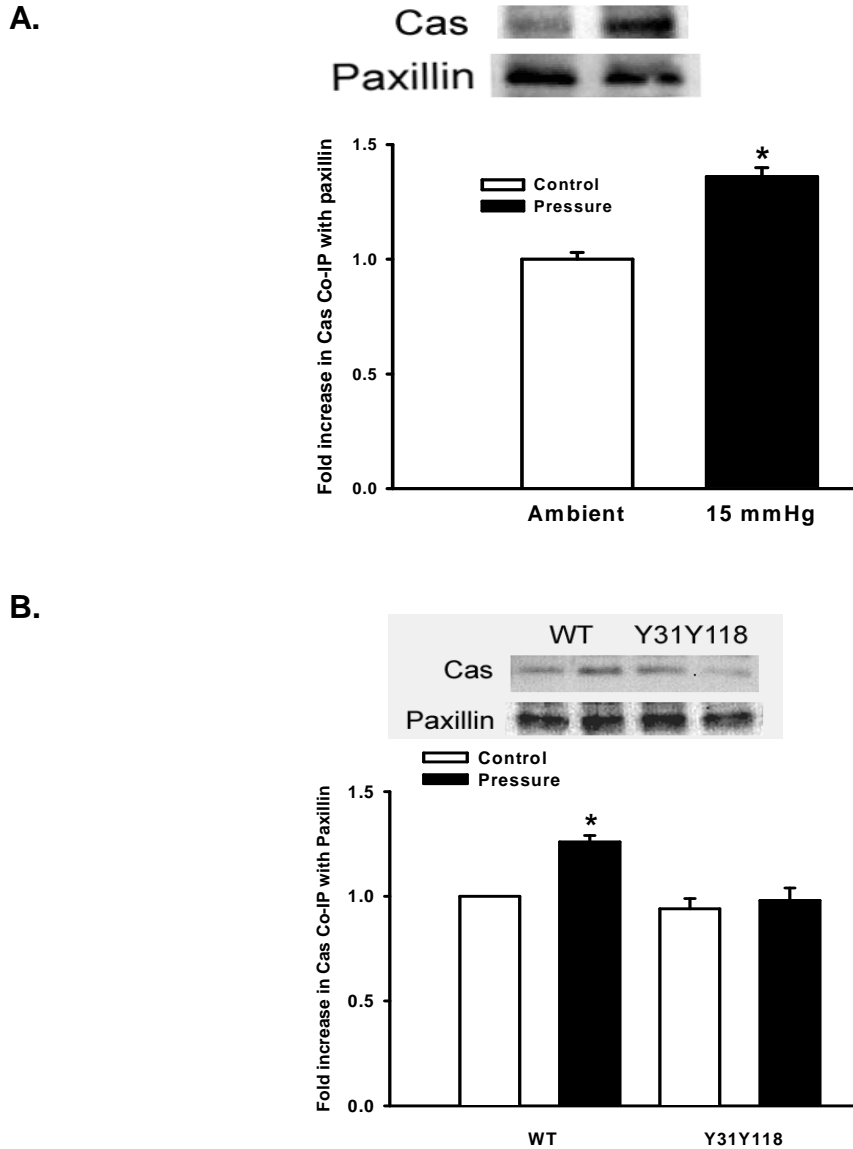 A.
Cas
Paxillin
Fold increase in Cas Co-IP with paxillin
1.5
1.0
0.5
0.0
*
Control
Pressure
Ambient 15 mmHg
B.
WT Y31Y118
Cas
Paxillin
Control
Pressure
Fold increase in Cas Co-IP with Paxillin
1.5
1.0
0.5
0.0
*
WT Y31Y118